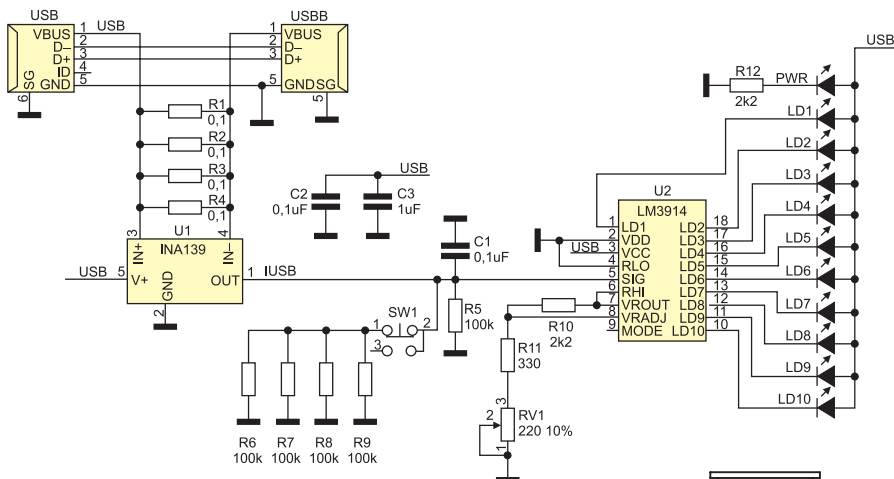 USB
USBB
VBUS 1 USB
D– 2
D+ 3
ID 4
GND 5
SG
6
1 VBUS
2 D–
3 D+
5 GND SG
5
R1
0,1
R2
0,1
R3
0,1
R4
0,1
U1
3
4
IN+
INA139
IN–
USB 5 V+
OUT 1 IUSB
GND
2
USB
C2
0,1uF
C3
1uF
C1
0,1uF
R5
100k
SW1
1
2
3
R6
100k
R7
100k
R8
100k
R9
100k
R10
2k2
R11
330
3
2
RV1
220 10%
1
U2
LM3914
1 LD1
2 VDD
USB 3 VCC
4 RLO
5 SIG
6 RHI
7 VROUT
8 VRADJ
9 MODE
LD2 18
LD3 17
LD4 16
LD5 15
LD6 14
LD7 13
LD8 12
LD9 11
LD10 10
USB
R12
2k2
PWR
LD1
LD2
LD3
LD4
LD5
LD6
LD7
LD8
LD9
LD10